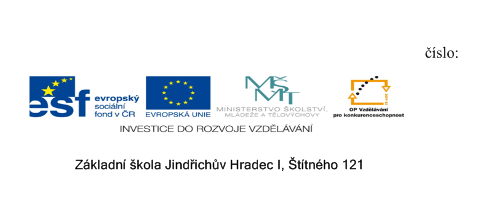 číslo:
esf evropský sociální fond v ČR
EVROPSKÁ UNIE
MINISTERSTVO ŠKOLSTVÍ,
MLÁDEŽE A TĚLOVÝCHOVY
OP Vzdělávání
pro konkurenceschopnost
INVESTICE DO ROZVOJE VZDĚLÁVÁNÍ
Základní škola Jindřichův Hradec I, Štítného 121